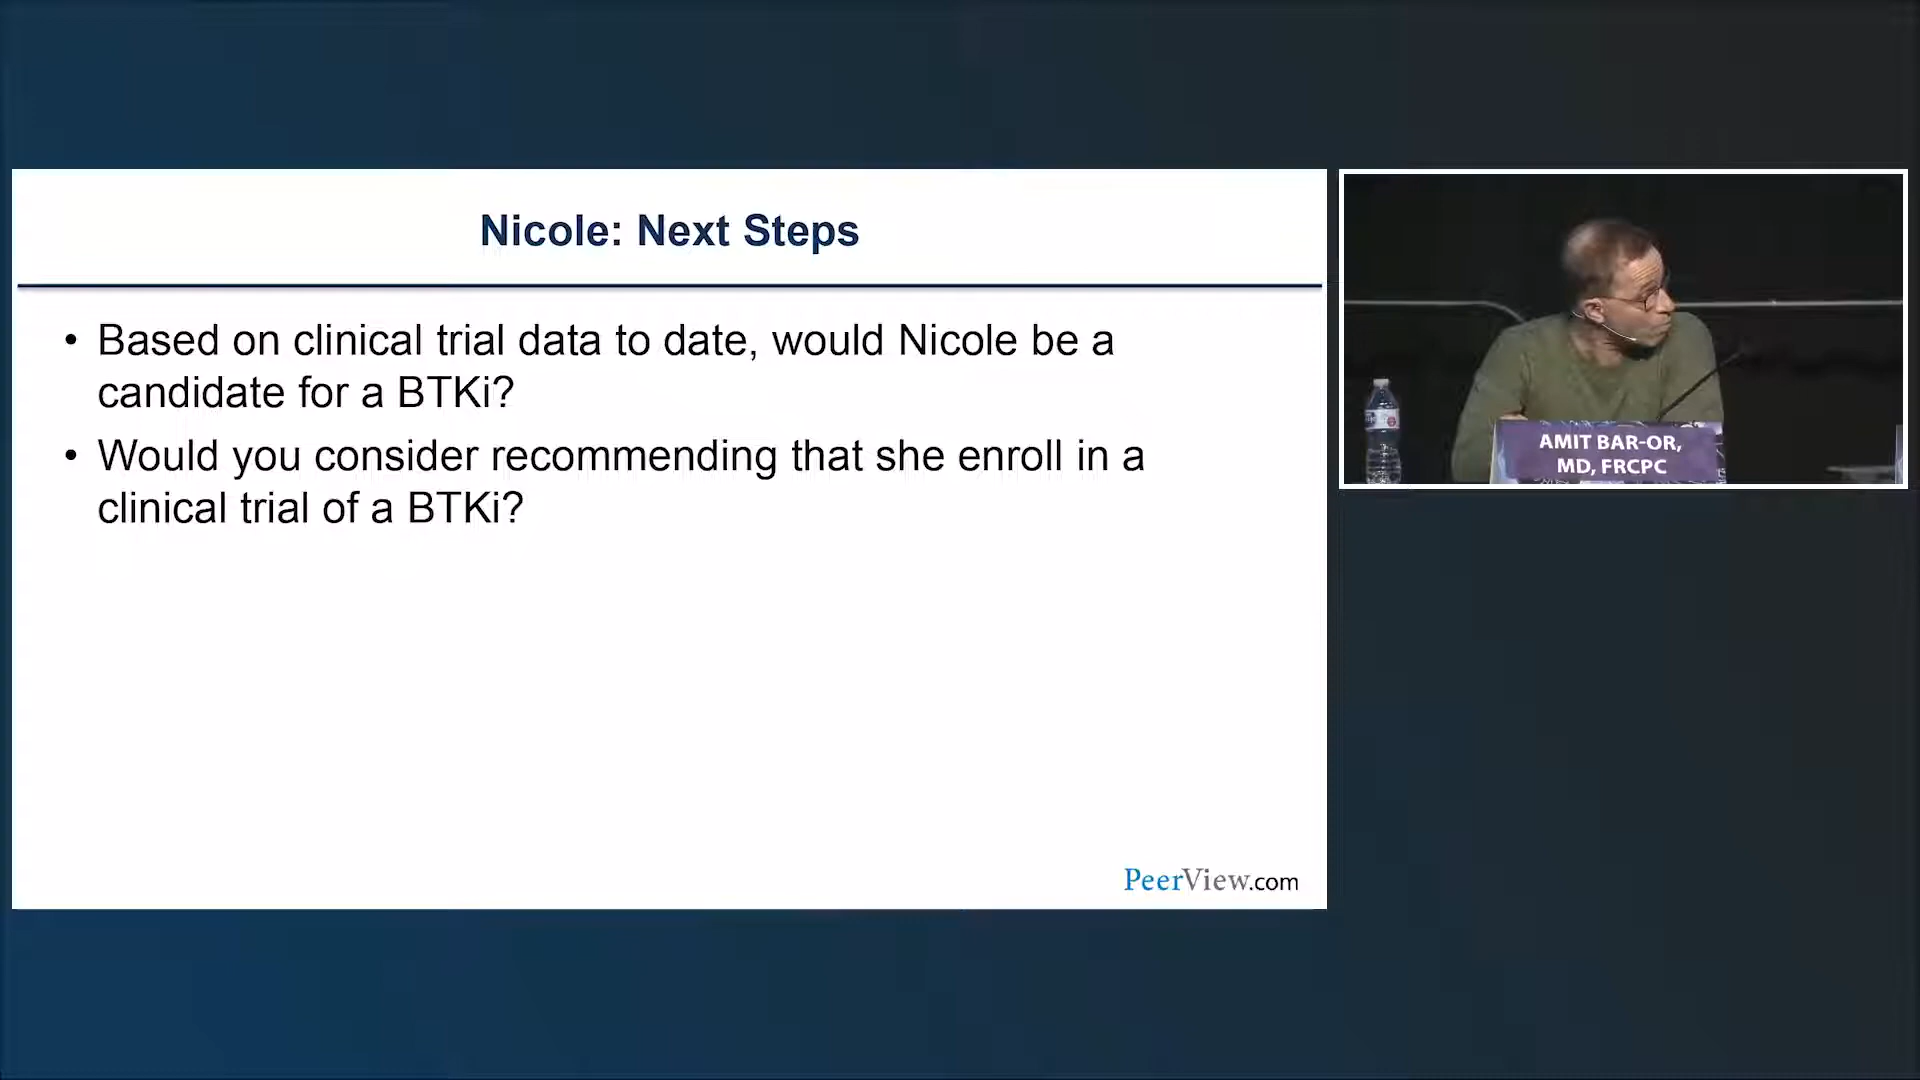 Nicole: Next Steps
• Based on clinical trial data to date, would Nicole be a
candidate for a BTKi?
• Would you consider recommending that she enroll in a
clinical trial of a BTKi?
PeerView.com
AMIT BAR-OR,
MD, FRCPC